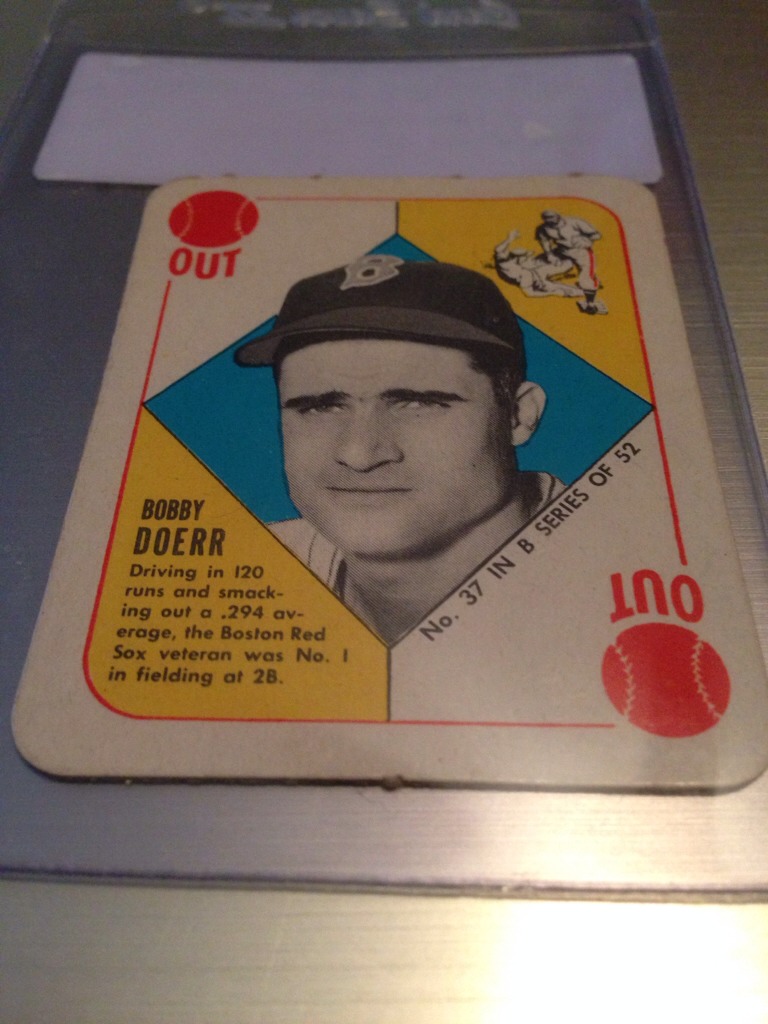 OUT
B
BOBBY
DOERR
Driving in 120
runs and smack-
ing out a .294 av-
erage, the Boston Red
Sox veteran was No. 1
in fielding at 2B.
No. 37 IN B SERIES OF 52
OUT